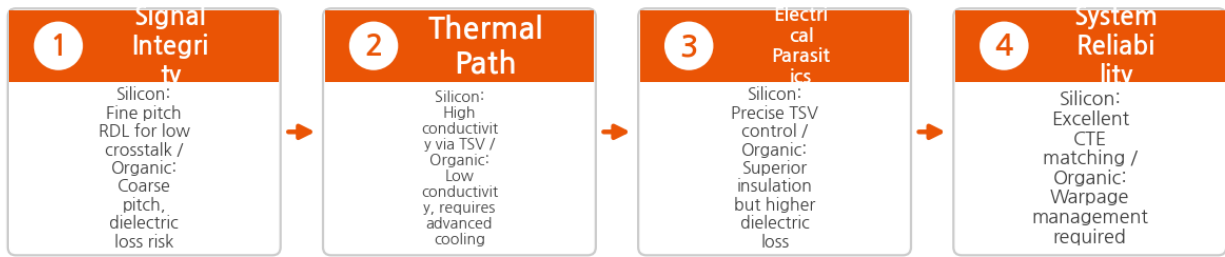 1
Signal
Integri
ty
Silicon:
Fine pitch
RDL for low
crosstalk /
Organic:
Coarse
pitch,
dielectric
loss risk
2
Thermal
Path
Silicon:
High
conductivit
y via TSV /
Organic:
Low
conductivit
y, requires
advanced
cooling
3
Electri
cal
Parasit
ics
Silicon:
Precise TSV
control /
Organic:
Superior
insulation
but higher
dielectric
loss
4
System
Reliabi
lity
Silicon:
Excellent
CTE
matching /
Organic:
Warpage
management
required